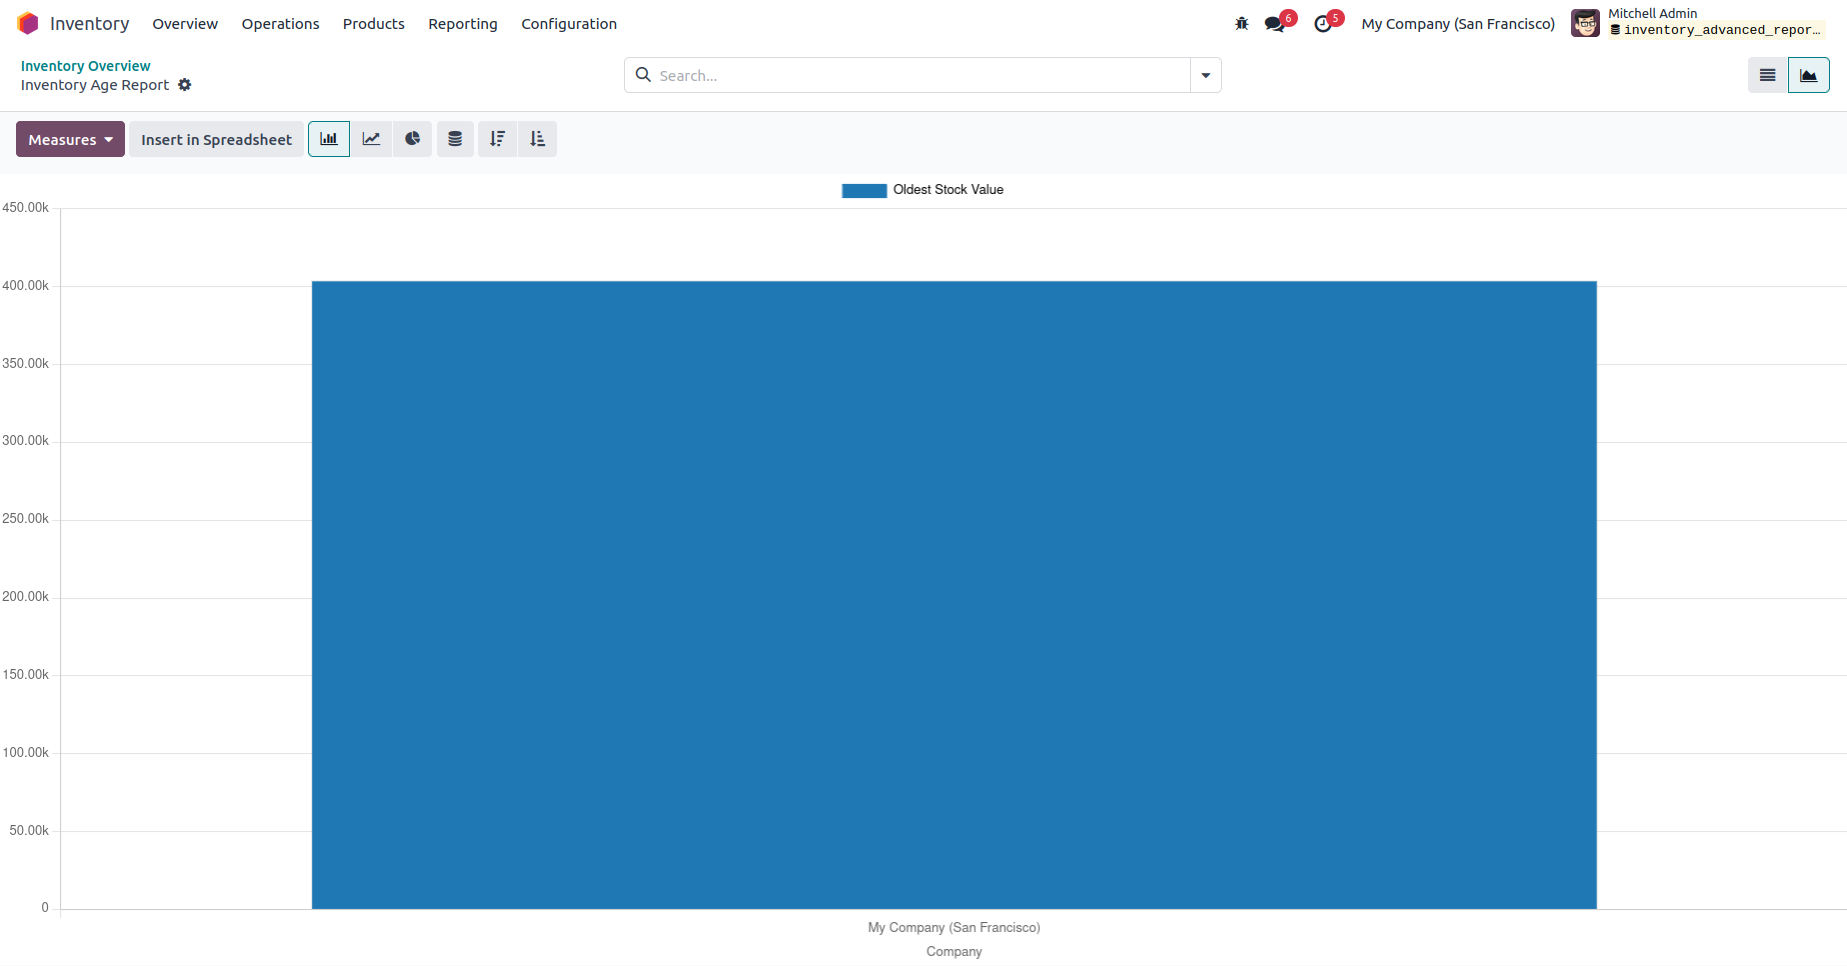 Inventory Overview Operations Products Reporting Configuration 6 5 My Company (San Francisco) Mitchell Admin
inventory_advanced_repor...
Inventory Overview
Inventory Age Report
Search...
Measures Insert in Spreadsheet
Oldest Stock Value
450.00k
400.00k
350.00k
300.00k
250.00k
200.00k
150.00k
100.00k
50.00k
0
My Company (San Francisco)
Company